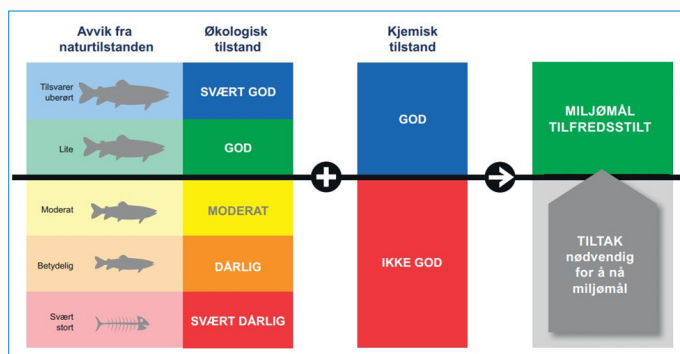 Avvik fra
naturtilstanden
Økologisk
tilstand
Kjemisk
tilstand
Tilsvarer
uberørt
SVÆRT GOD
Lite
GOD
Moderat
MODERAT
Betydelig
DÅRLIG
Svært
stort
SVÆRT DÅRLIG
GOD
IKKE GOD
MILJØMÅL
TILFREDSSTILT
TILTAK
nødvendig
for å nå
miljømål